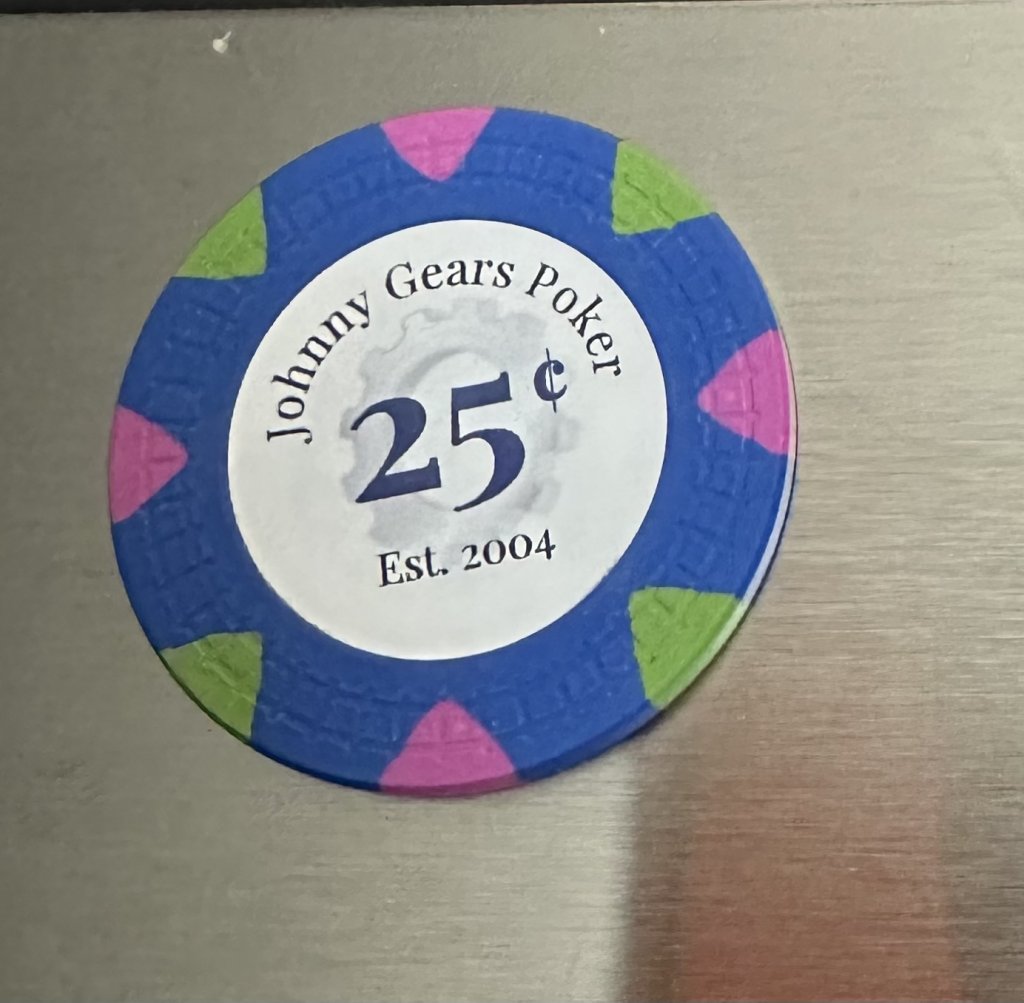 Johnny Gears Poker
25¢
Est. 2004